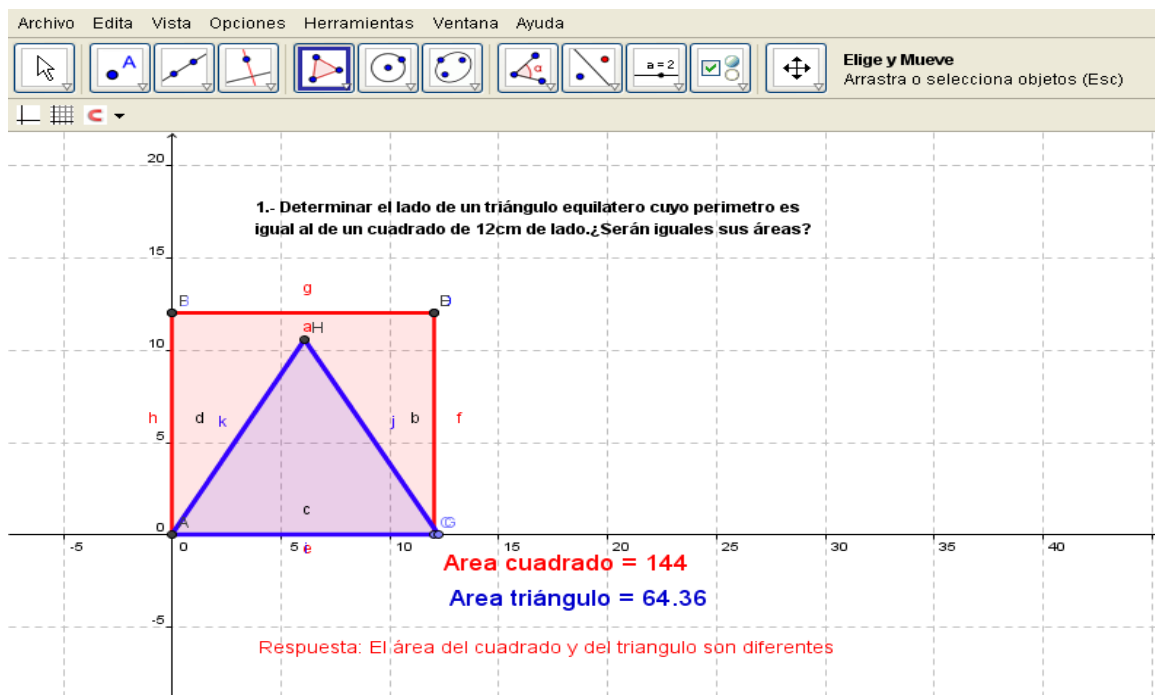 Archivo Edita Vista Opciones Herramientas Ventana Ayuda
A
α
a = 2
Elige y Mueve
Arrastra o selecciona objetos (Esc)
20
1.- Determinar el lado de un triángulo equilatero cuyo perimetro es
igual al de un cuadrado de 12cm de lado.¿Serán iguales sus áreas?
15
g
B
D
a H
10
h d k j b f
5
c
0 A G
-5 0 5 e 10 15 20 25 30 35 40
Area cuadrado = 144
Area triángulo = 64.36
-5
Respuesta: El área del cuadrado y del triangulo son diferentes